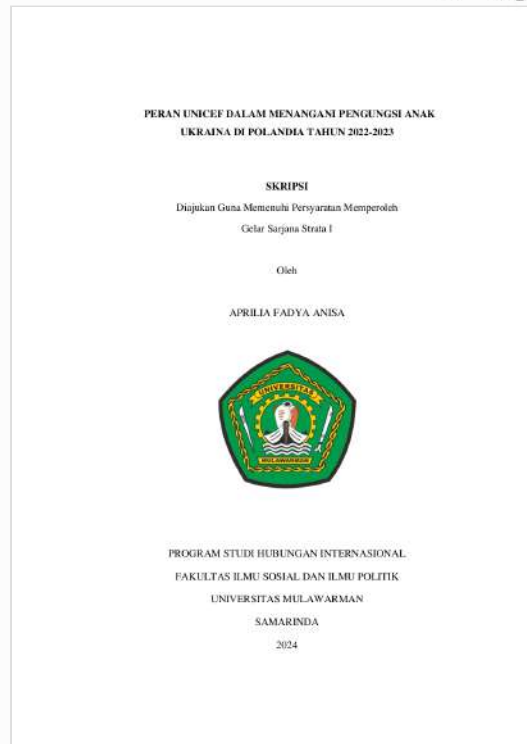 PERAN UNICEF DALAM MENANGANI PENGUNGSI ANAK
UKRAINA DI POLANDIA TAHUN 2022-2023
SKRIPSI
Diajukan Guna Memenuhi Persyaratan Memperoleh
Gelar Sarjana Strata I
Oleh
APRILIA FADYA ANISA
UNIVERSITAS
MULAWARMAN
PROGRAM STUDI HUBUNGAN INTERNASIONAL
FAKULTAS ILMU SOSIAL DAN ILMU POLITIK
UNIVERSITAS MULAWARMAN
SAMARINDA
2024